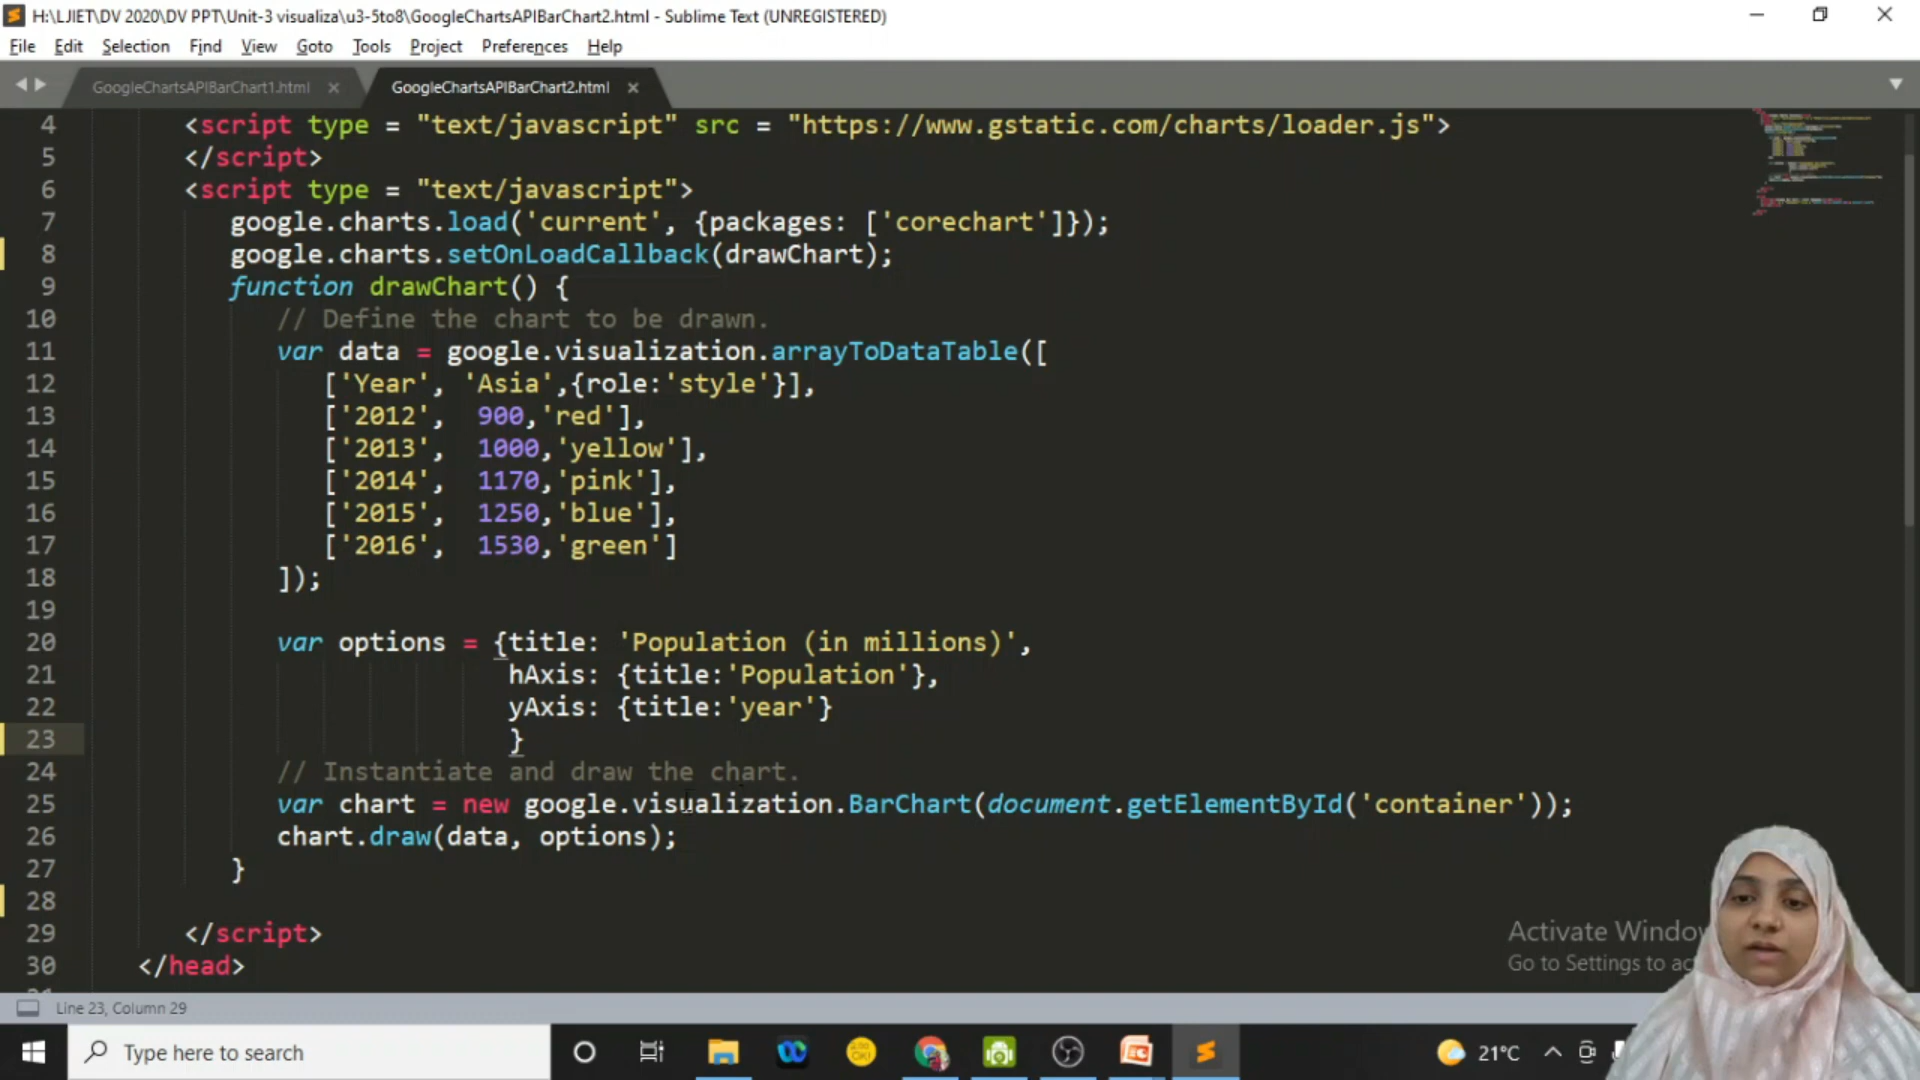 H:\LJIET\DV 2020\DV PPT\Unit-3 visualiza\u3-5to8\GoogleChartsAPIBarChart2.html - Sublime Text (UNREGISTERED)
File Edit Selection Find View Goto Tools Project Preferences Help
GoogleChartsAPIBarChart1.html GoogleChartsAPIBarChart2.html
4 <script type = "text/javascript" src = "https://www.gstatic.com/charts/loader.js">
5 </script>
6 <script type = "text/javascript">
7 google.charts.load('current', {packages: ['corechart']});
8 google.charts.setOnLoadCallback(drawChart);
9 function drawChart() {
10 // Define the chart to be drawn.
11 var data = google.visualization.arrayToDataTable([
12 ['Year', 'Asia',{role:'style'}],
13 ['2012', 900,'red'],
14 ['2013', 1000,'yellow'],
15 ['2014', 1170,'pink'],
16 ['2015', 1250,'blue'],
17 ['2016', 1530,'green']
18 ]);
19
20 var options = {title: 'Population (in millions)',
21 hAxis: {title:'Population'},
22 yAxis: {title:'year'}
23 }
24 // Instantiate and draw the chart.
25 var chart = new google.visualization.BarChart(document.getElementById('container'));
26 chart.draw(data, options);
27 }
28
29 </script>
30 </head>
Activate Windo
Go to Settings to
Line 23, Column 29
Type here to search
21°C